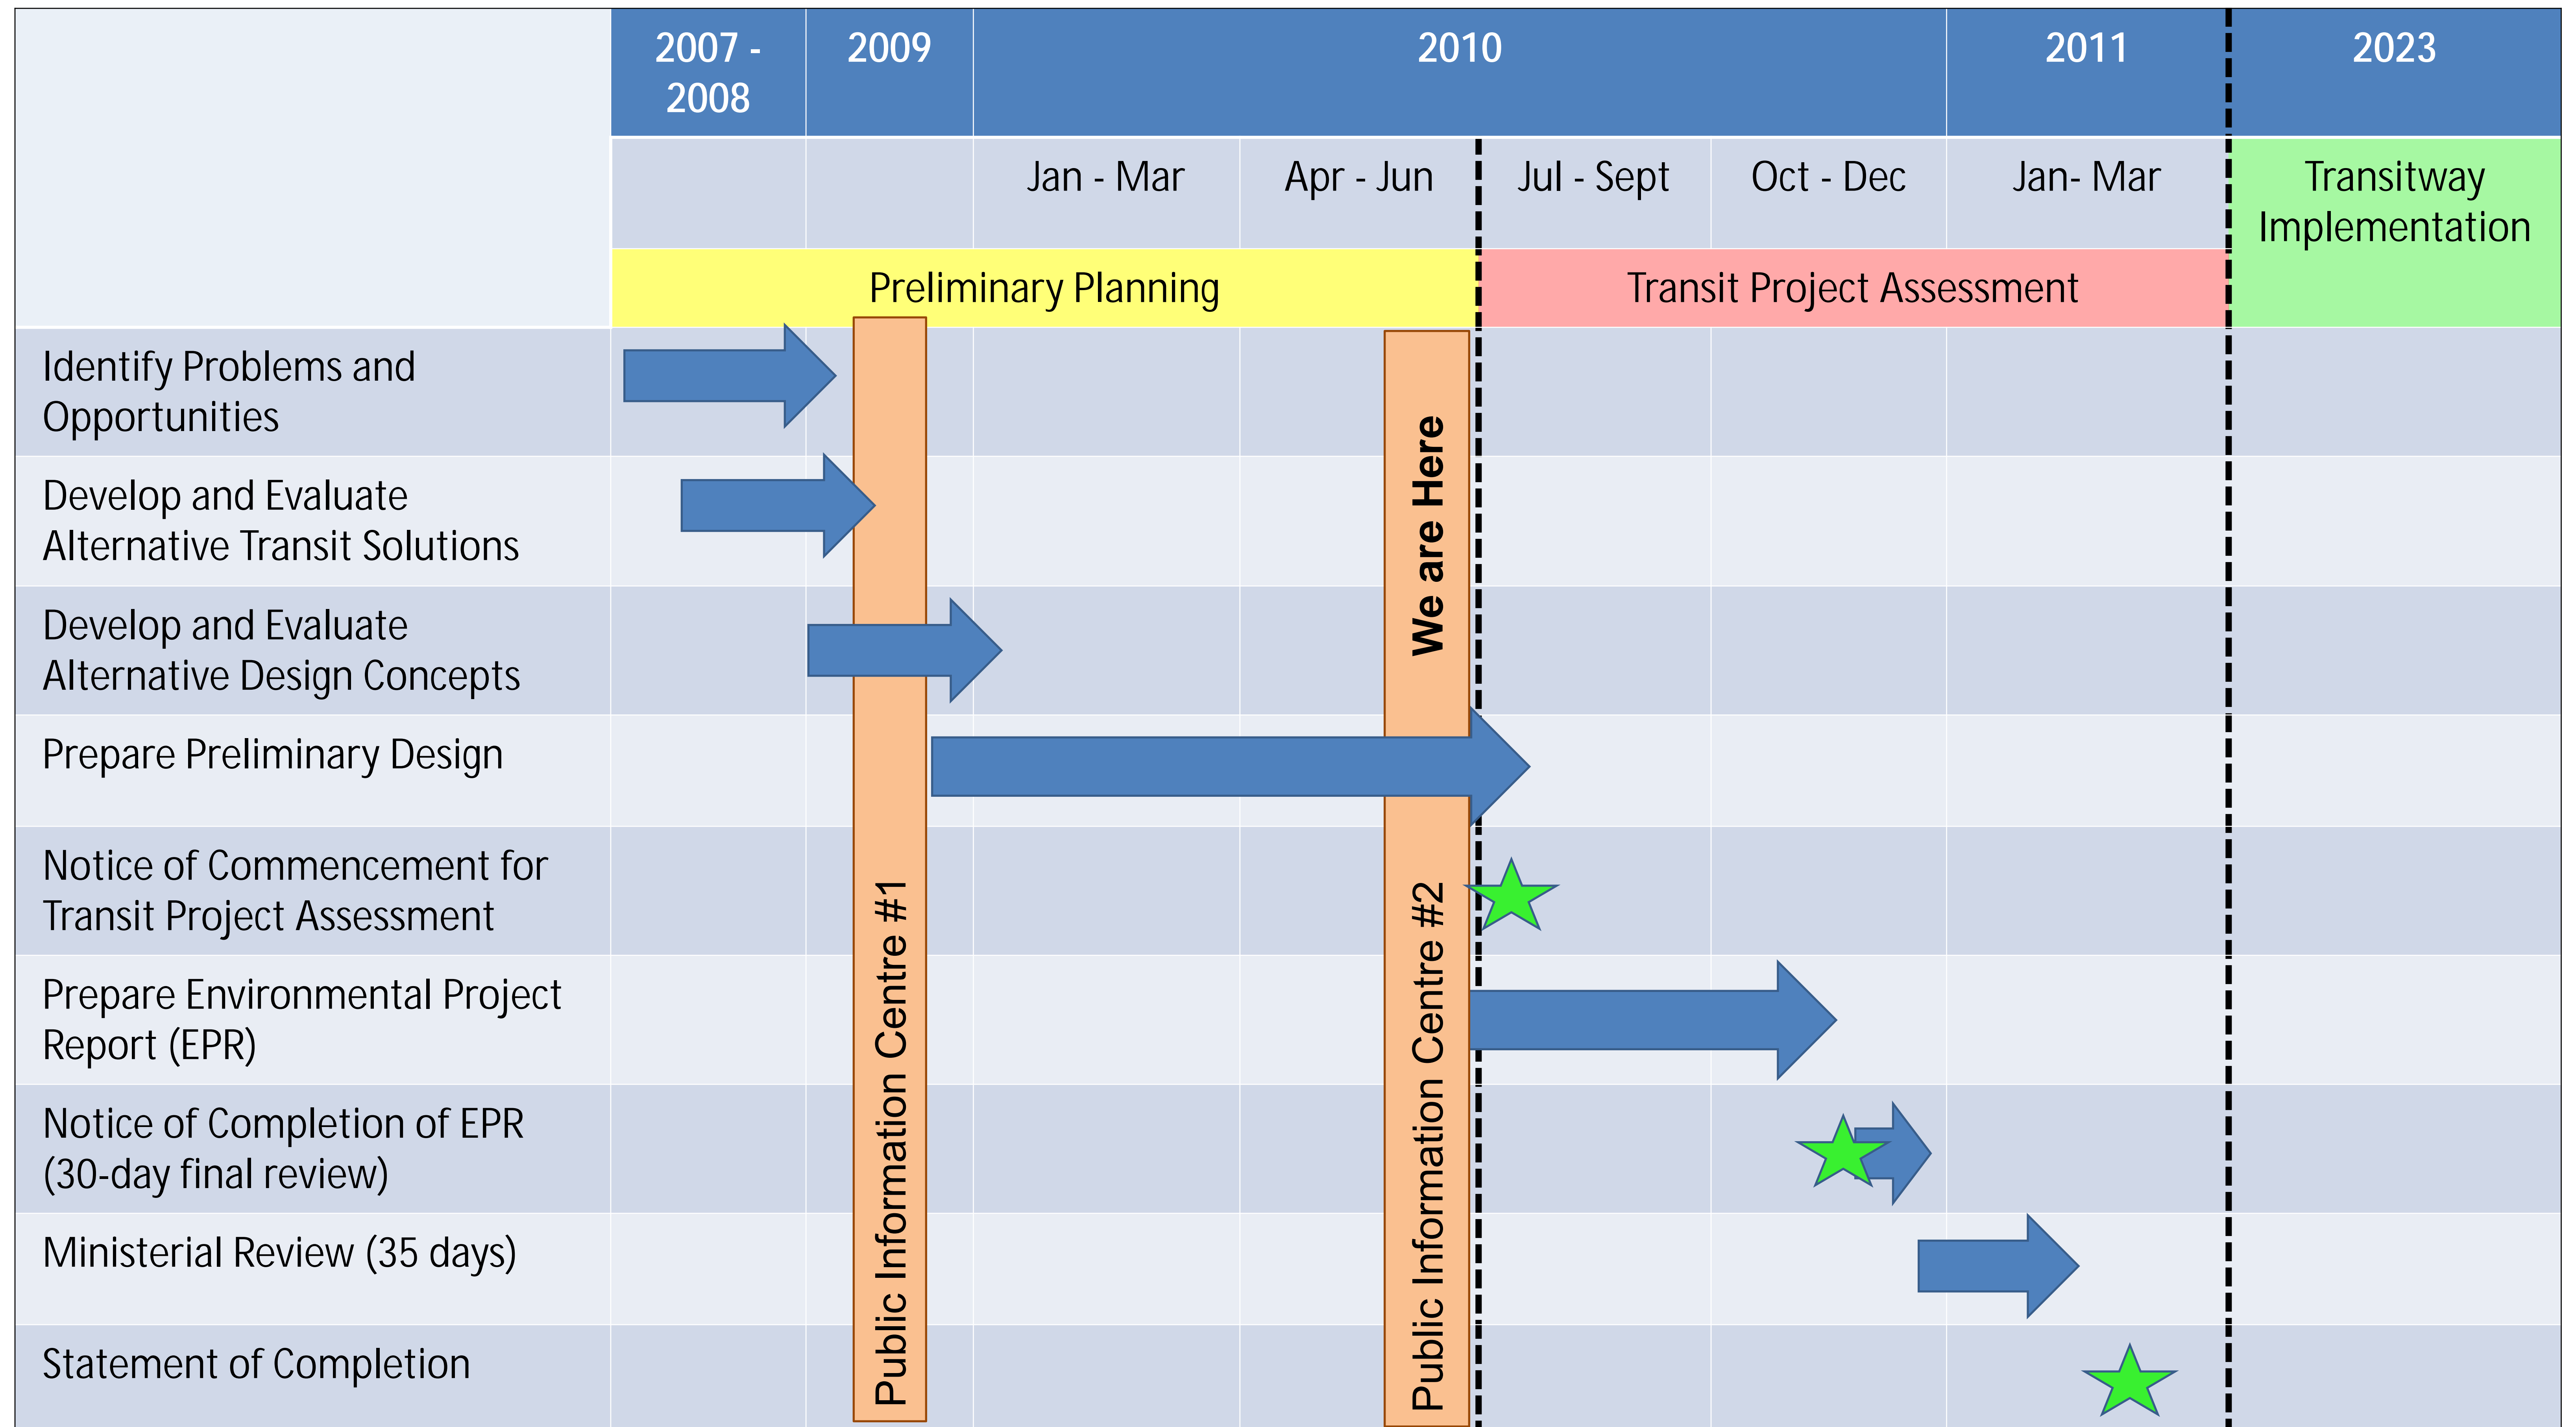 2007 -
2008
2009
2010
2011
2023
Jan - Mar
Apr - Jun
Jul - Sept
Oct - Dec
Jan- Mar
Transitway
Implementation
Preliminary Planning
Transit Project Assessment
Identify Problems and
Opportunities
Develop and Evaluate
Alternative Transit Solutions
Develop and Evaluate
Alternative Design Concepts
Prepare Preliminary Design
Notice of Commencement for
Transit Project Assessment
Prepare Environmental Project
Report (EPR)
Notice of Completion of EPR
(30-day final review)
Ministerial Review (35 days)
Statement of Completion
Public Information Centre #1
Public Information Centre #2
We are Here